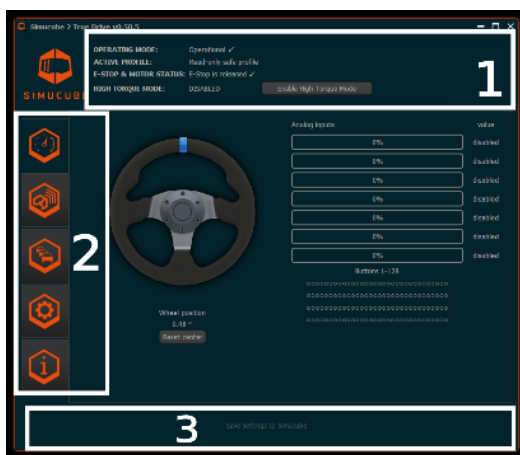 Simucube 2 True Drive v0.50.5
SIMUCUBE
OPERATING MODE: Operational ✓
ACTIVE PROFILE: Read-only safe profile
E-STOP & MOTOR STATUS: E-Stop is released ✓
HIGH TORQUE MODE: DISABLED Enable High Torque Mode
1
2
Analog Inputs value
0% disabled
0% disabled
0% disabled
0% disabled
0% disabled
0% disabled
0% disabled
Buttons 1-128
Wheel position
0.48 °
Reset center
Save settings to Simucube
3